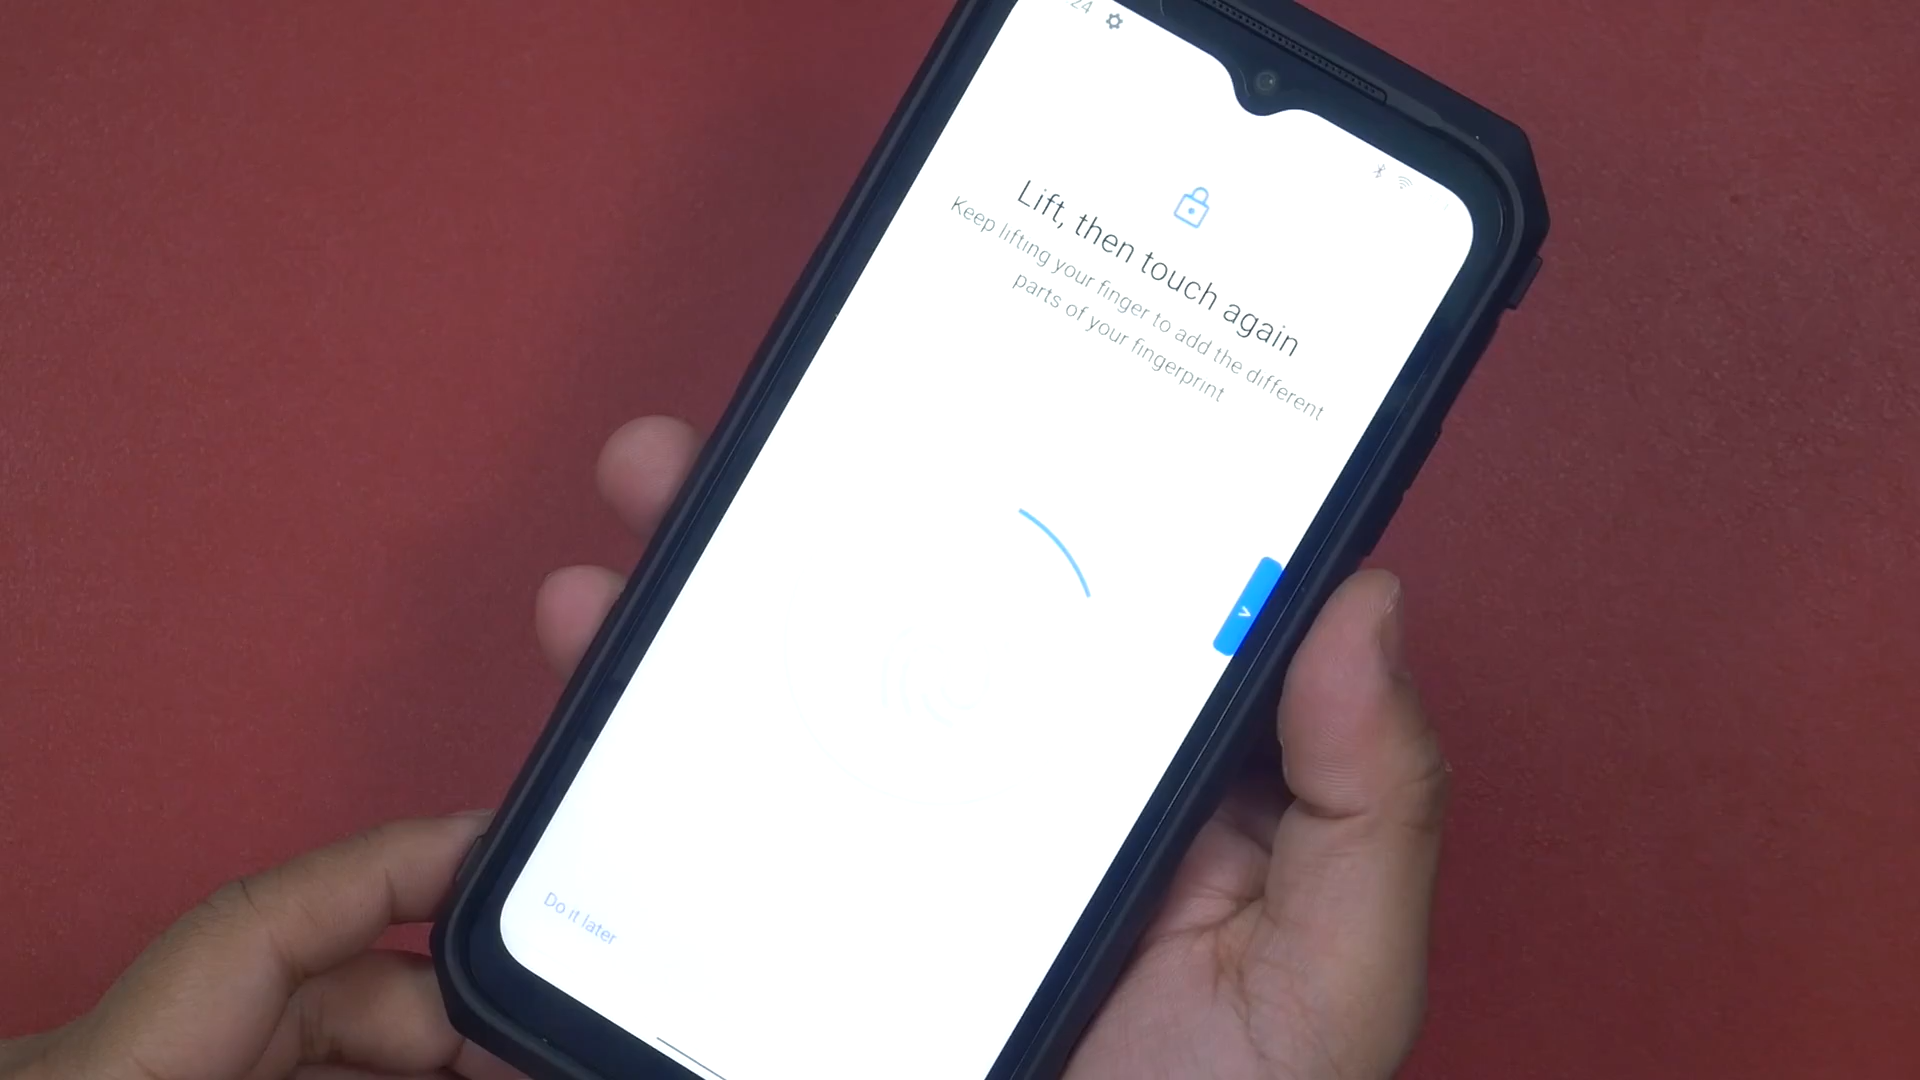 24
Lift, then touch again
Keep lifting your finger to add the different
parts of your fingerprint
Do it later